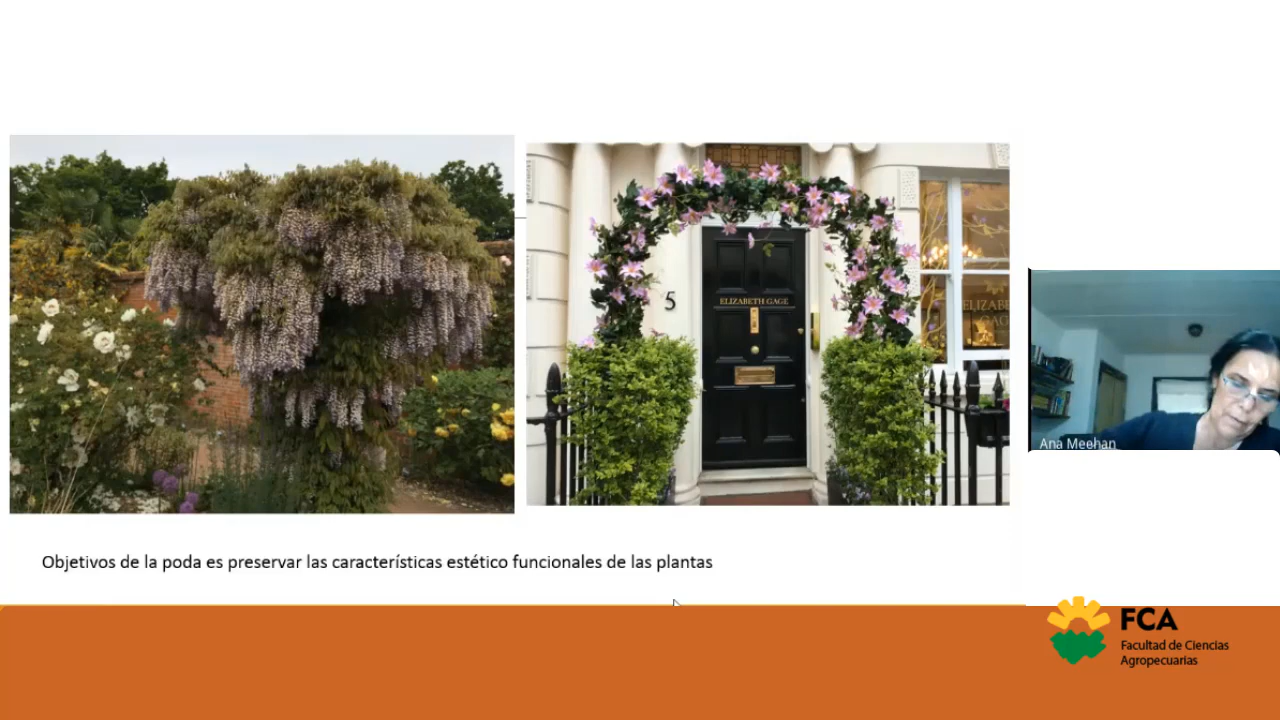 5
ELIZABETH GAGE
ELIZABE
GAGE
Ana Meehan
Objetivos de la poda es preservar las características estético funcionales de las plantas
FCA
Facultad de Ciencias
Agropecuarias